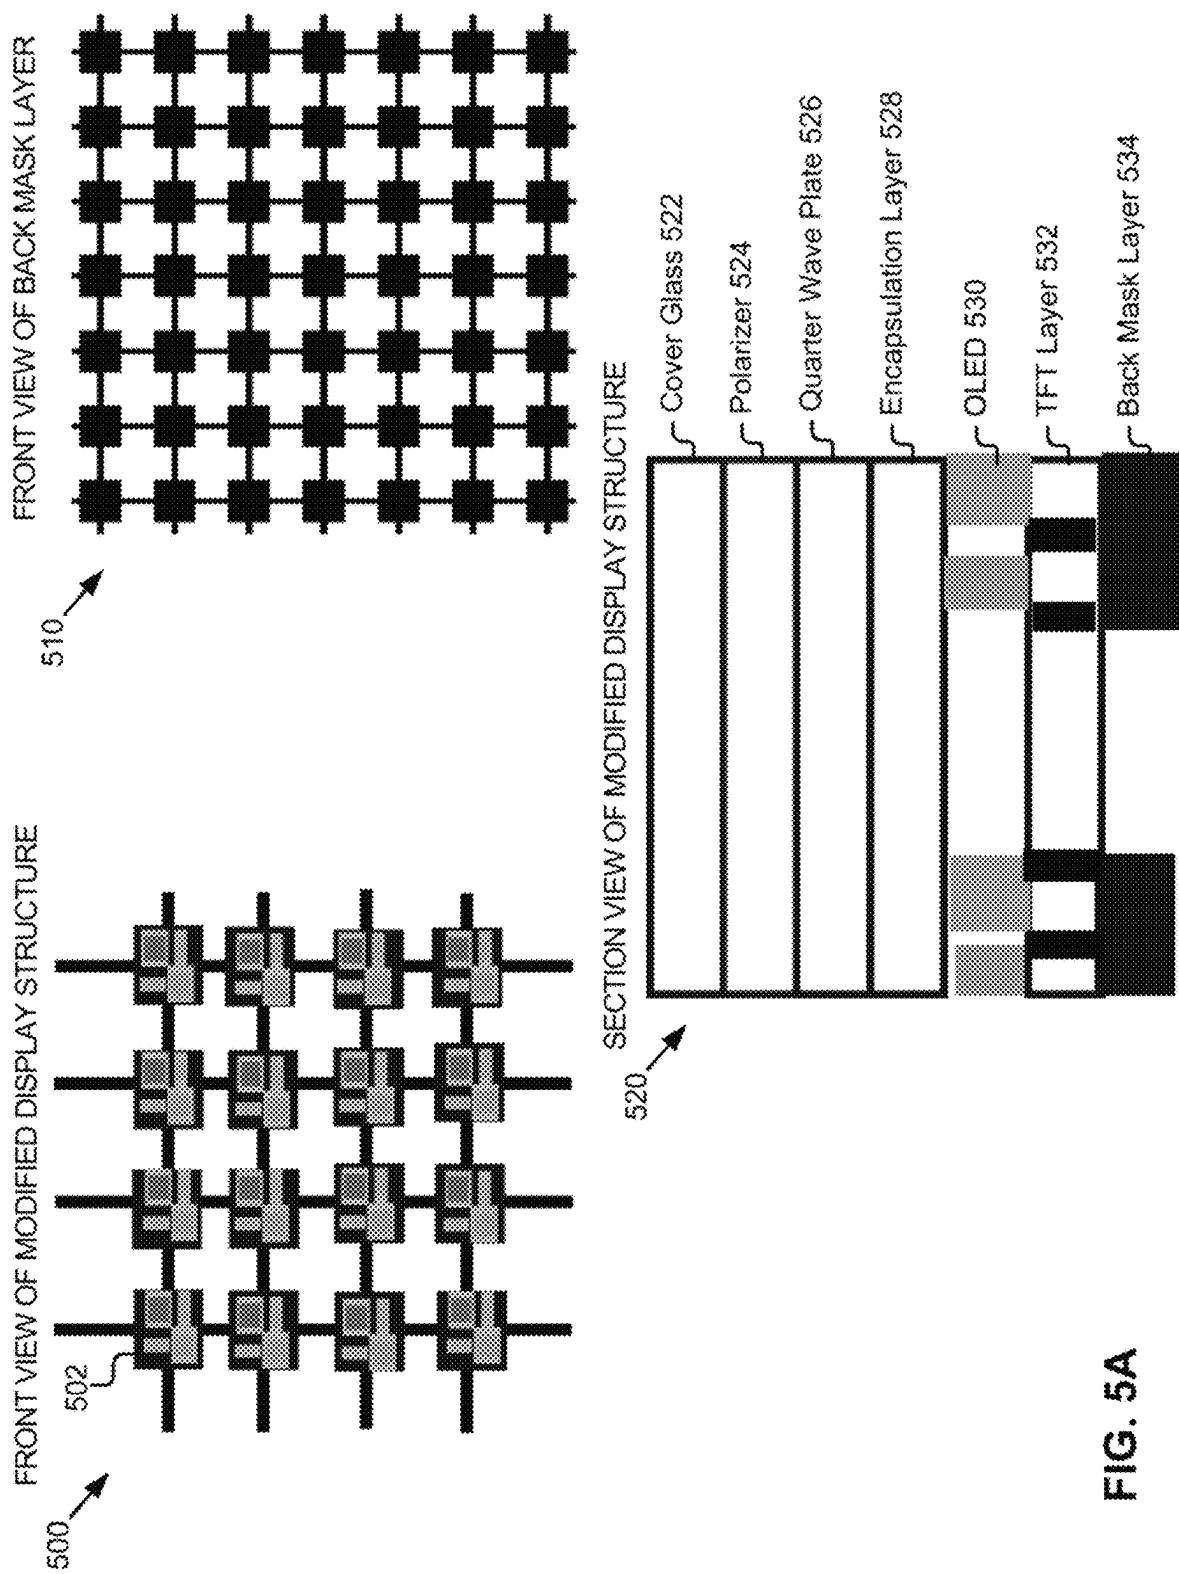 FRONT VIEW OF MODIFIED DISPLAY STRUCTURE
500
502
FRONT VIEW OF BACK MASK LAYER
510
SECTION VIEW OF MODIFIED DISPLAY STRUCTURE
520
Cover Glass 522
Polarizer 524
Quarter Wave Plate 526
Encapsulation Layer 528
OLED 530
TFT Layer 532
Back Mask Layer 534
FIG. 5A